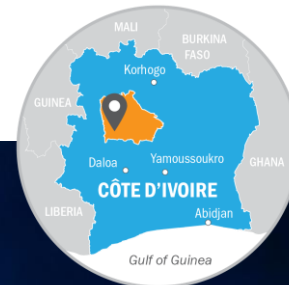 MALI
BURKINA
FASO
Korhogo
GUINEA
Daloa
Yamoussoukro
GHANA
CÔTE D'IVOIRE
LIBERIA
Abidjan
Gulf of Guinea